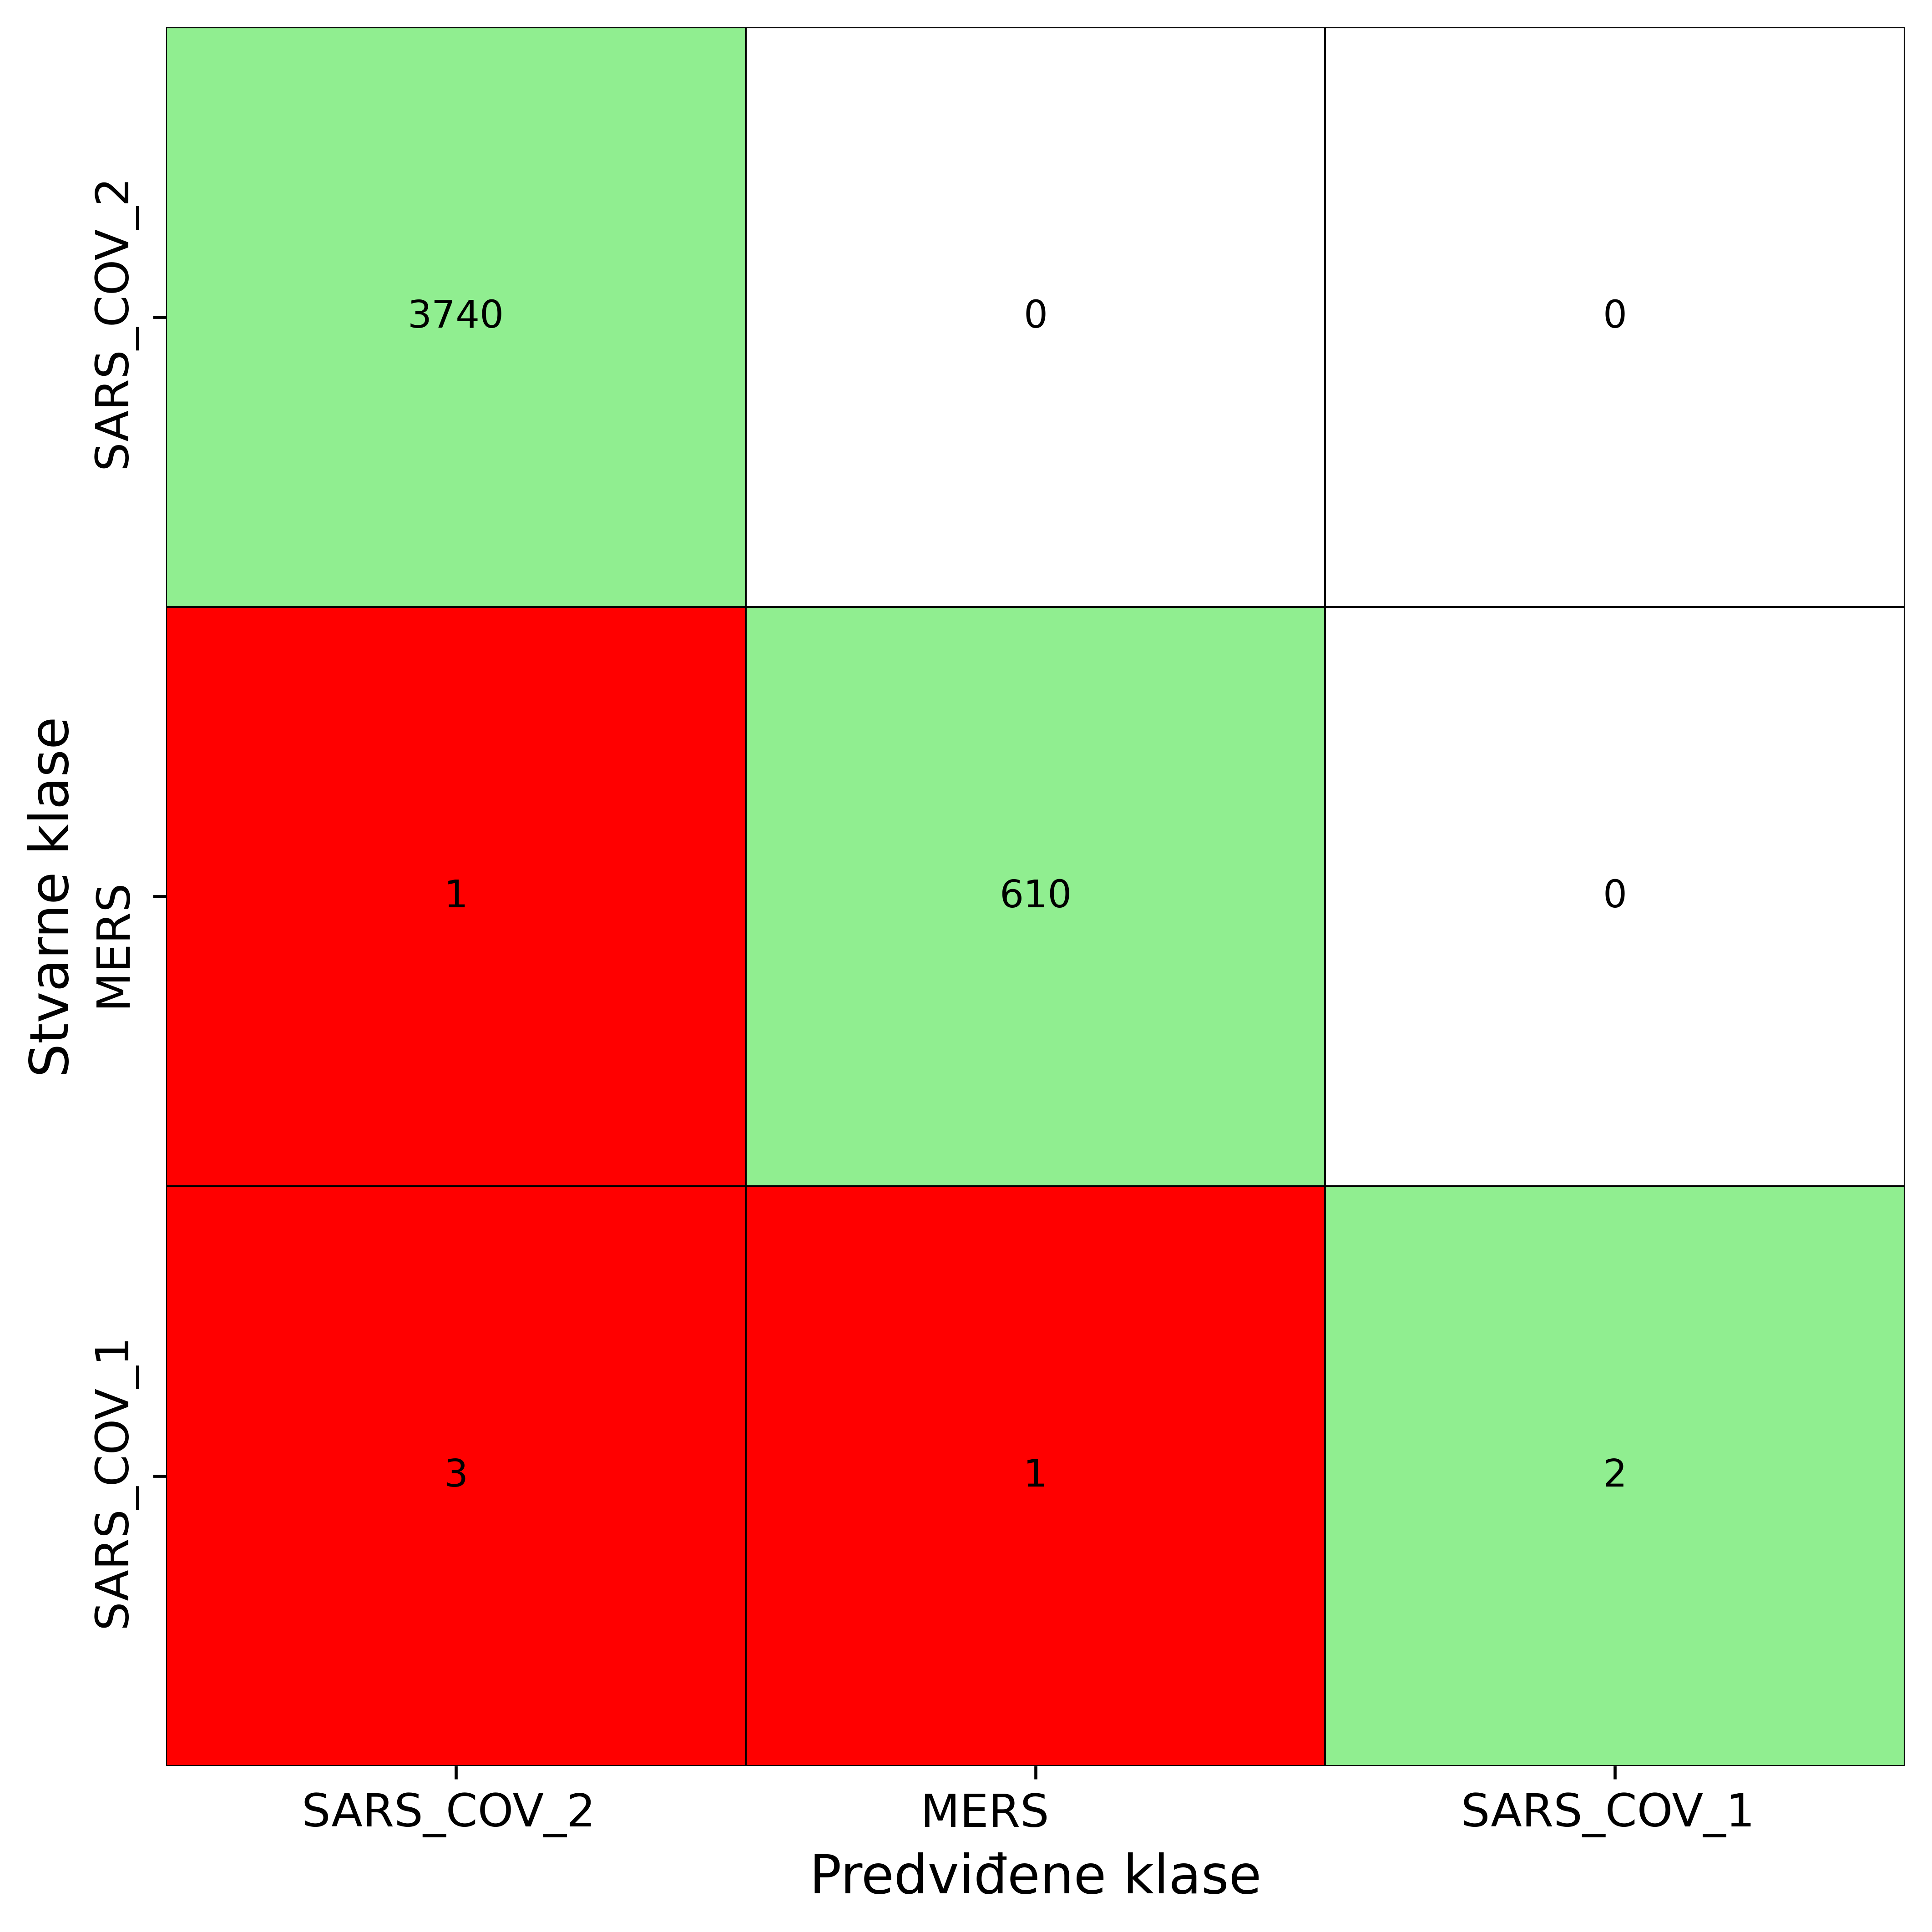 Stvarne klase
SARS_COV_2
3740 0 0
MERS
1 610 0
SARS_COV_1
3 1 2
SARS_COV_2 MERS SARS_COV_1
Predviđene klase